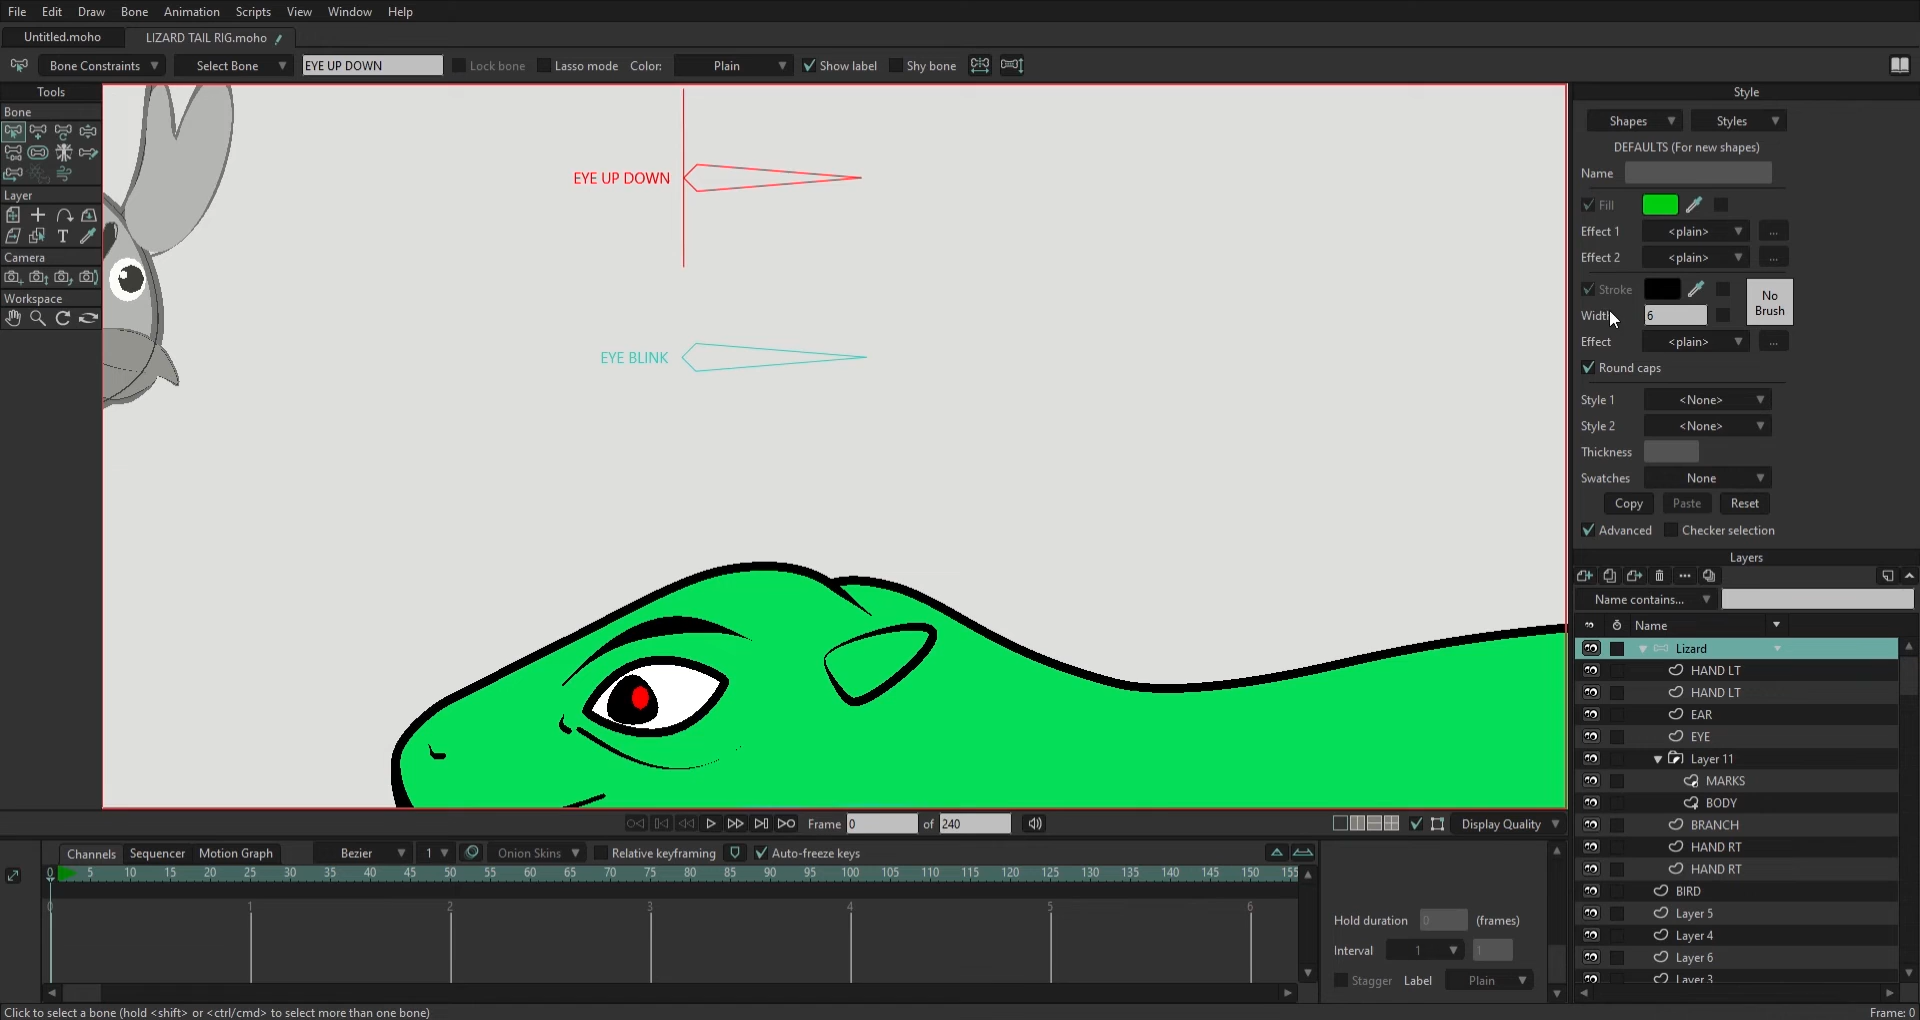 File Edit Draw Bone Animation Scripts View Window Help
Untitled.moho LIZARD TAIL RIG.moho
Bone Constraints Select Bone EYE UP DOWN Lock bone Lasso mode Color: Plain Show label Shy bone
Tools
Bone
Layer
T
Camera
Workspace
EYE UP DOWN
EYE BLINK
Style
Shapes Styles
DEFAULTS (For new shapes)
Name
Fill
Effect 1 <plain> ...
Effect 2 <plain> ...
Stroke
No
Brush
Width 6
Effect <plain> ...
Round caps
Style 1 <None>
Style 2 <None>
Thickness
Swatches None
Copy Paste Reset
Advanced Checker selection
Layers
Name contains...
Name
Lizard
HAND LT
HAND LT
EAR
EYE
Layer 11
MARKS
BODY
BRANCH
HAND RT
HAND RT
BIRD
Layer 5
Layer 4
Layer 6
Layer 3
Frame 0 of 240 Display Quality
Channels Sequencer Motion Graph Bezier 1 Onion Skins Relative keyframing Auto-freeze keys
0 5 10 15 20 25 30 35 40 45 50 55 60 65 70 75 80 85 90 95 100 105 110 115 120 125 130 135 140 145 150 155
0 1 2 3 4 5 6
Hold duration 0 (frames)
Interval 1 1
Stagger Label Plain
Click to select a bone (hold <shift> or <ctrl/cmd> to select more than one bone) Frame: 0